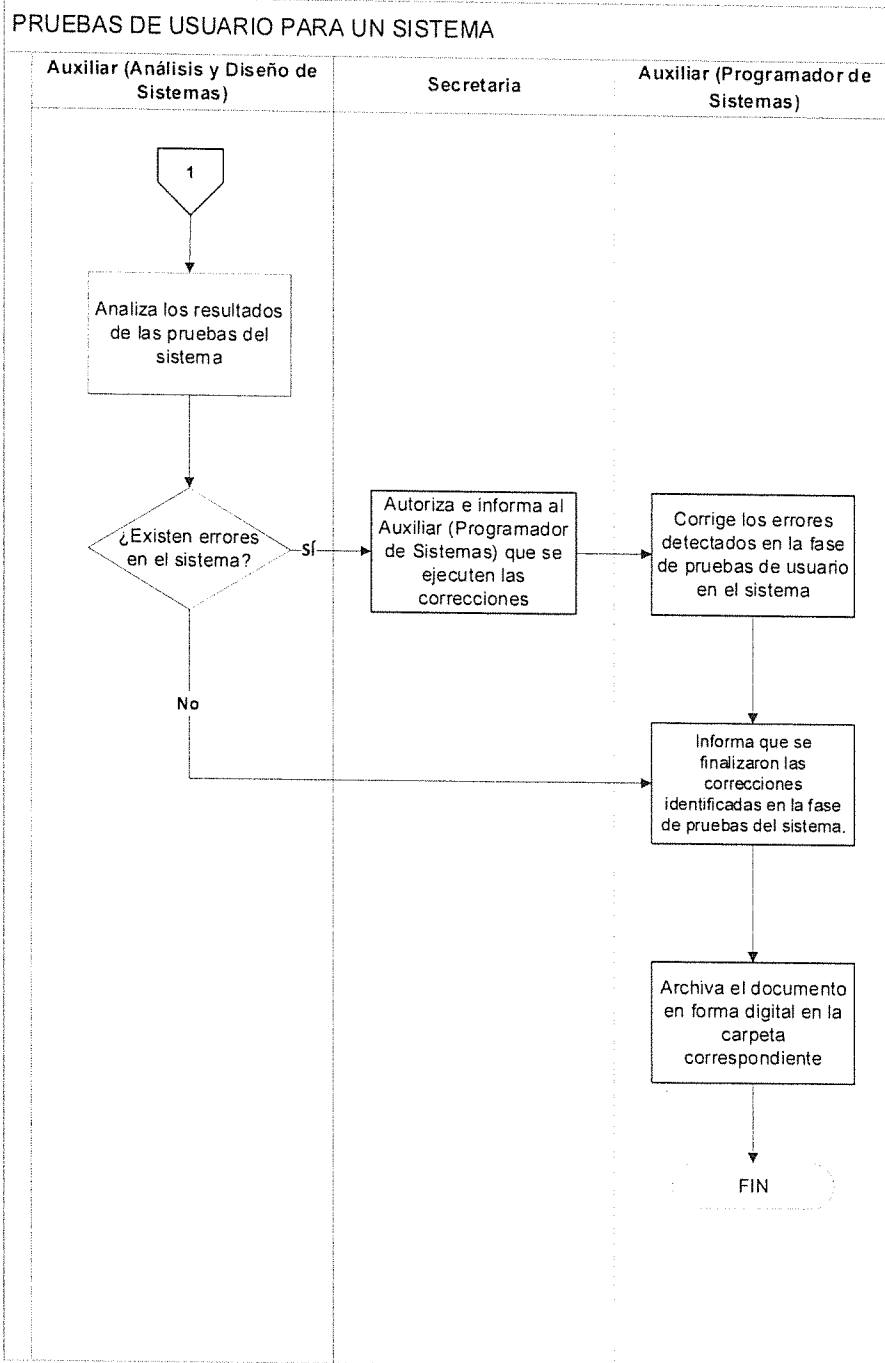 PRUEBAS DE USUARIO PARA UN SISTEMA
Auxiliar (Análisis y Diseño de
Sistemas)
Secretaria
Auxiliar (Programador de
Sistemas)
1
Analiza los resultados
de las pruebas del
sistema
¿Existen errores
en el sistema?
SÍ
Autoriza e informa al
Auxiliar (Programador
de Sistemas) que se
ejecuten las
correcciones
Corrige los errores
detectados en la fase
de pruebas de usuario
en el sistema
No
Informa que se
finalizaron las
correcciones
identificadas en la fase
de pruebas del sistema.
Archiva el documento
en forma digital en la
carpeta
correspondiente
FIN